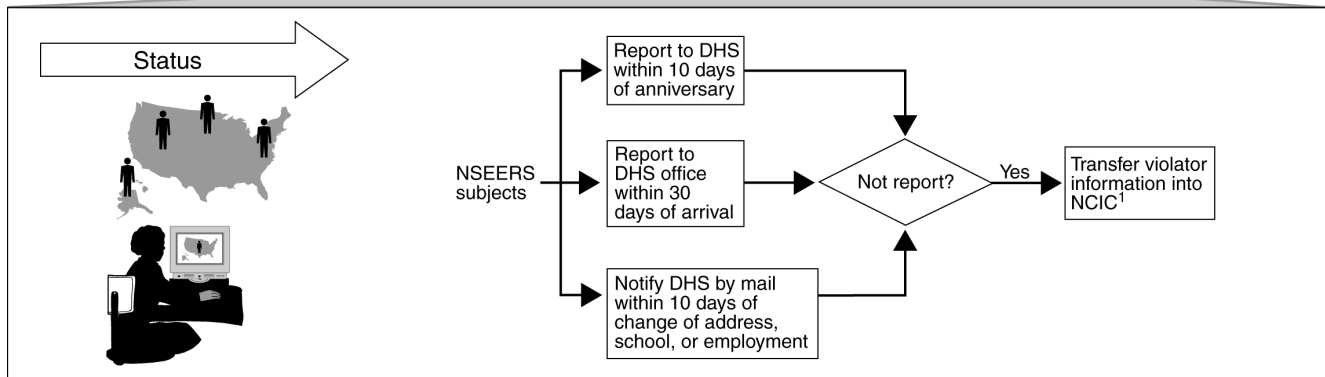 Status
NSEERS
subjects
Report to DHS
within 10 days
of anniversary
Report to
DHS office
within 30
days of arrival
Notify DHS by mail
within 10 days of
change of address,
school, or employment
Not report?
Yes
Transfer violator
information into
NCIC¹